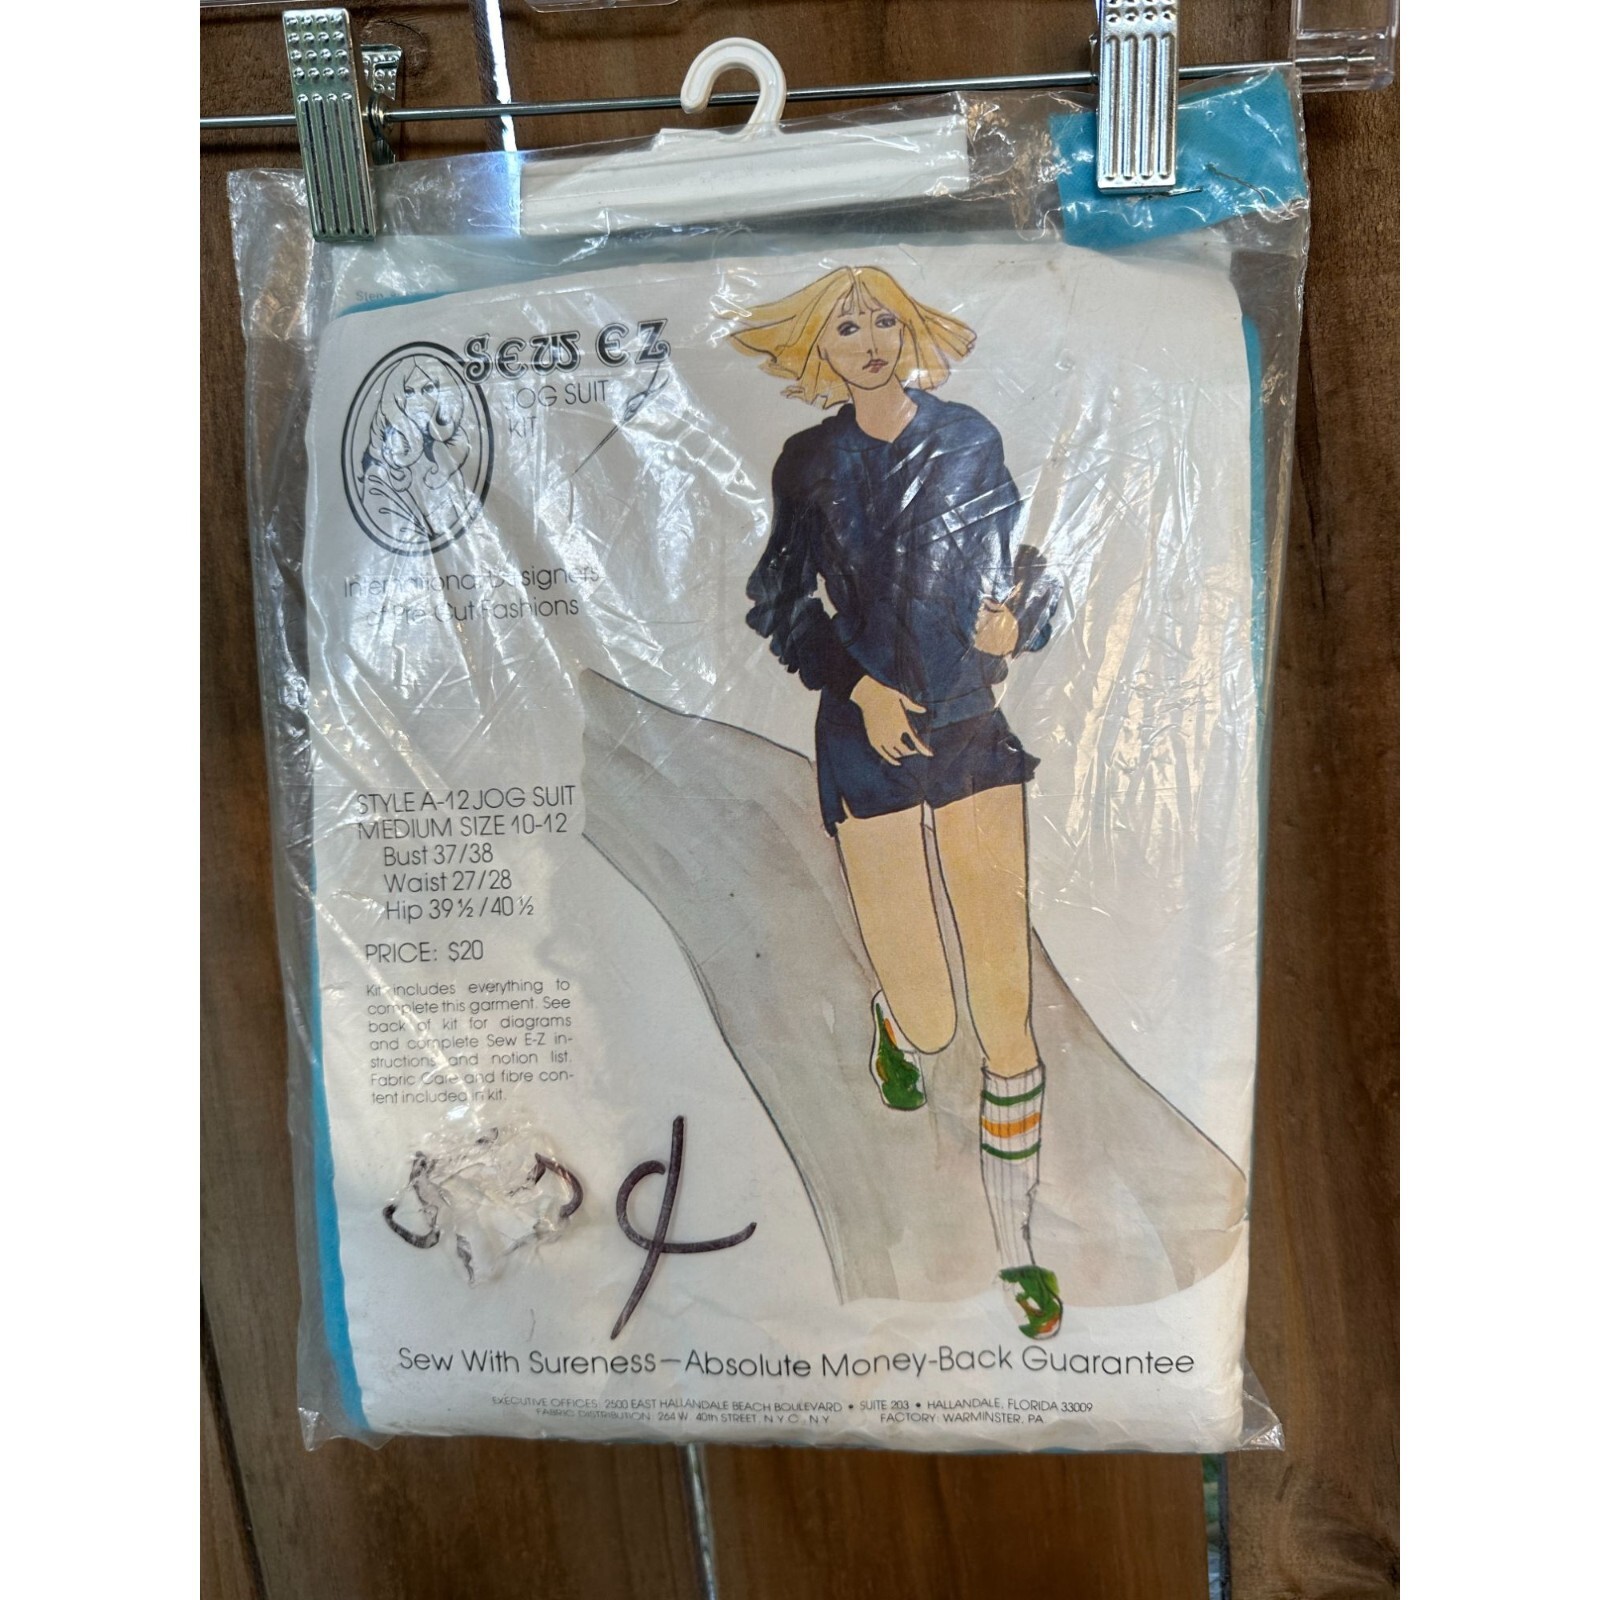 Sew EZ
JOG SUIT
KIT
International Designers
of Pre-Cut Fashions
STYLE A-12 JOG SUIT
MEDIUM SIZE 10-12
Bust 37/38
Waist 27/28
Hip 39 ½ / 40 ½
PRICE: $20
Kit includes everything to
complete this garment. See
back of kit for diagrams
and complete Sew E-Z in-
structions and notion list.
Fabric Care and fibre con-
tent included in kit.
Sew With Sureness—Absolute Money-Back Guarantee
EXECUTIVE OFFICES: 2500 EAST HALLANDALE BEACH BOULEVARD • SUITE 203 • HALLANDALE, FLORIDA 33009
FABRIC DISTRIBUTION: 264 W. 40th STREET, N.Y.C., N.Y. FACTORY: WARMINSTER, PA